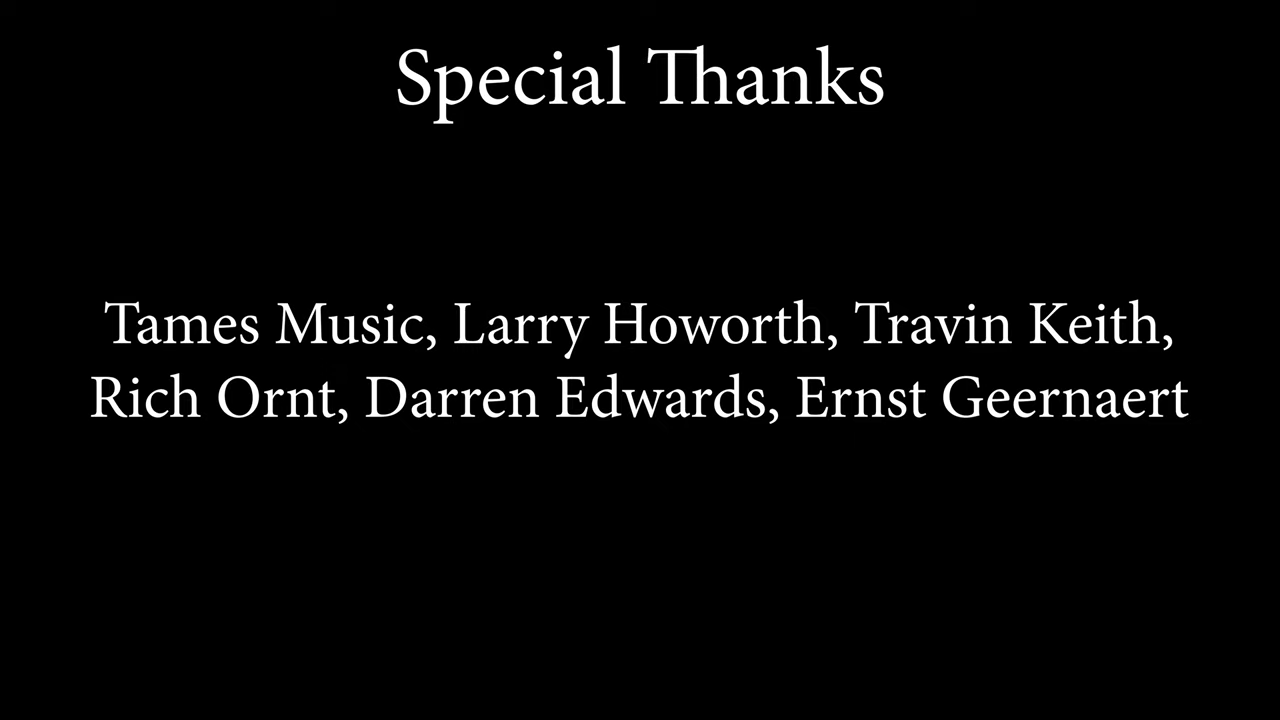 Special Thanks
Tames Music, Larry Howorth, Travin Keith,
Rich Ornt, Darren Edwards, Ernst Geernaert